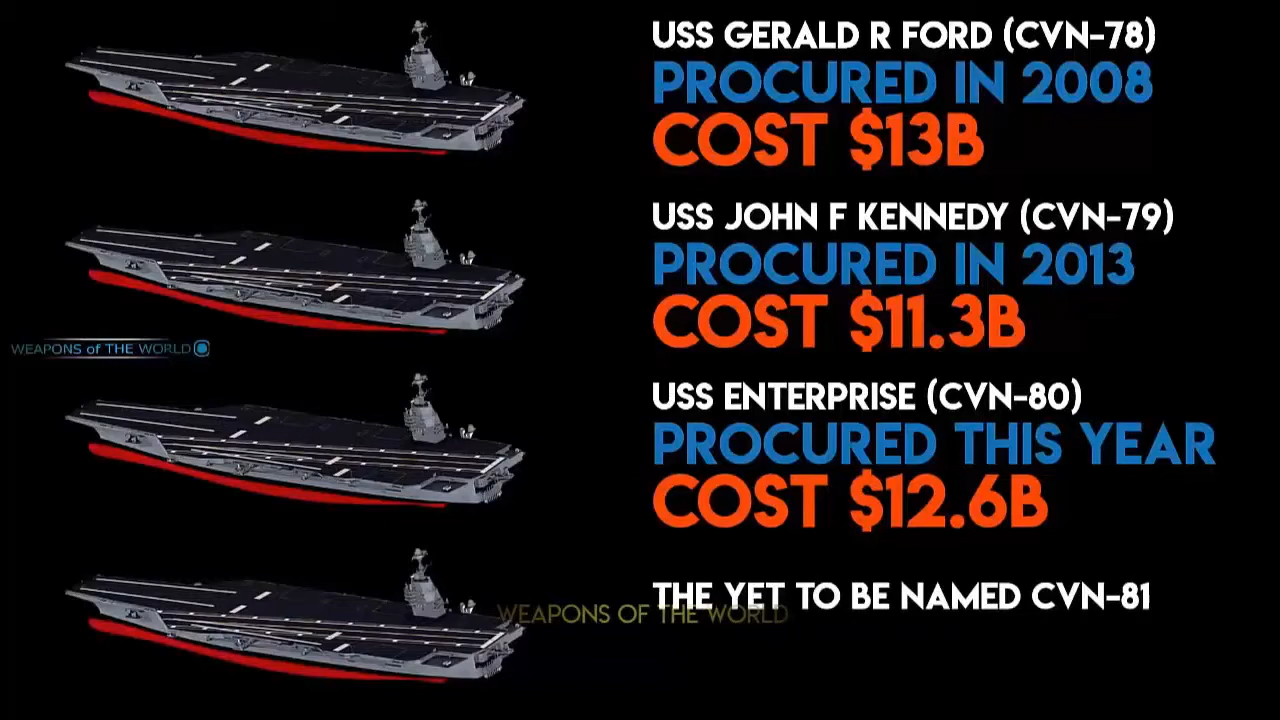 USS GERALD R FORD (CVN-78)
PROCURED IN 2008
COST $13B
USS JOHN F KENNEDY (CVN-79)
PROCURED IN 2013
COST $11.3B
WEAPONS of THE WORLD
USS ENTERPRISE (CVN-80)
PROCURED THIS YEAR
COST $12.6B
THE YET TO BE NAMED CVN-81
WEAPONS OF THE WORLD